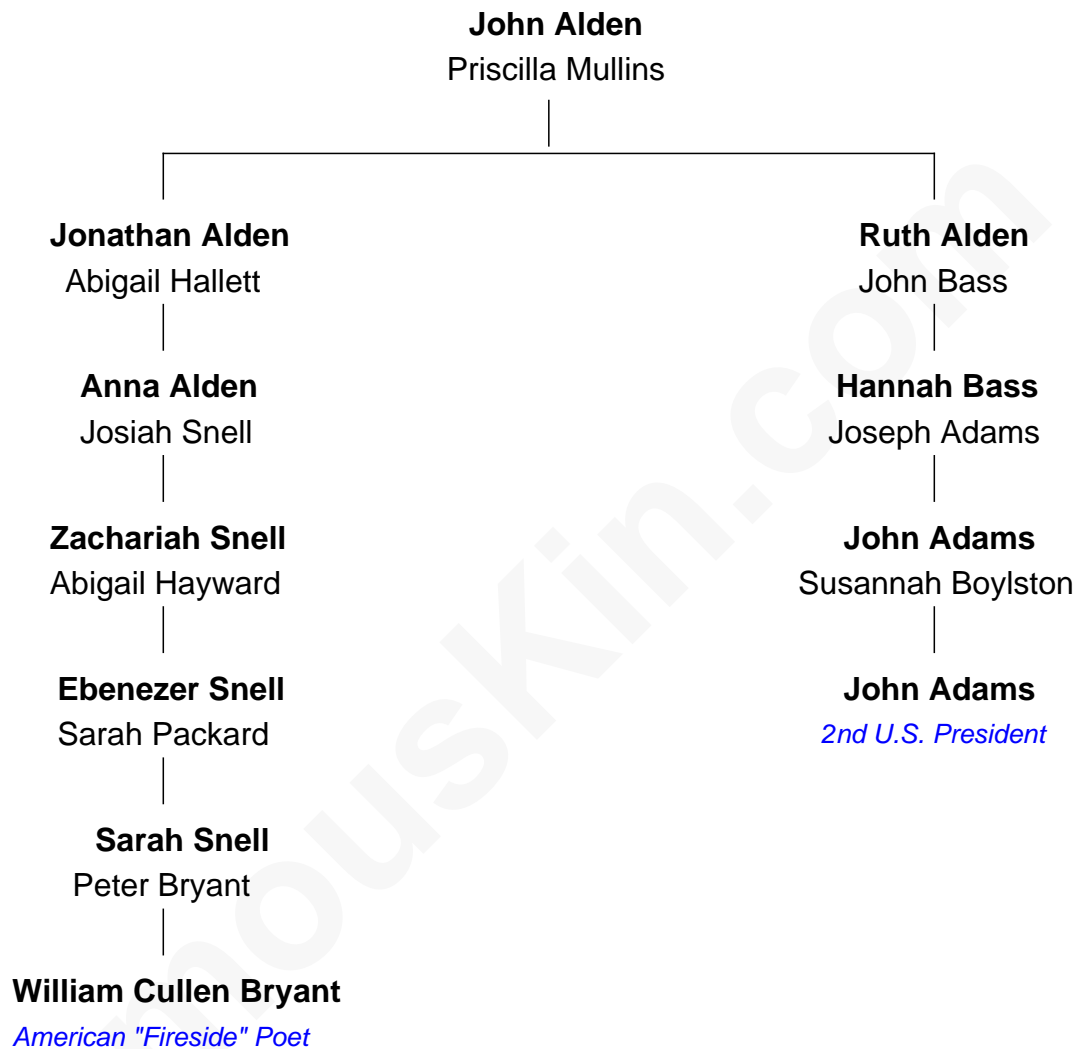 John Alden
Priscilla Mullins
Jonathan Alden
Abigail Hallett
Ruth Alden
John Bass
Anna Alden
Josiah Snell
Hannah Bass
Joseph Adams
Zachariah Snell
Abigail Hayward
John Adams
Susannah Boylston
Ebenezer Snell
Sarah Packard
John Adams
2nd U.S. President
Sarah Snell
Peter Bryant
William Cullen Bryant
American "Fireside" Poet
mouskin.com